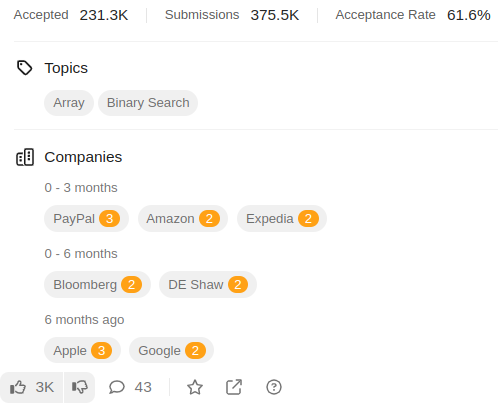 Accepted 231.3K Submissions 375.5K Acceptance Rate 61.6%
Topics
Array Binary Search
Companies
0 - 3 months
PayPal 3 Amazon 2 Expedia 2
0 - 6 months
Bloomberg 2 DE Shaw 2
6 months ago
Apple 3 Google 2
3K 43